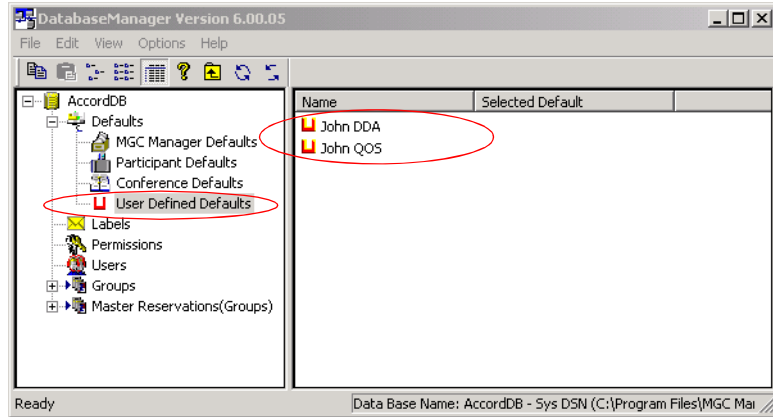 DatabaseManager Version 6.00.05
File Edit View Options Help
AccordDB
Defaults
MGC Manager Defaults
Participant Defaults
Conference Defaults
User Defined Defaults
Labels
Permissions
Users
Groups
Master Reservations(Groups)
Name Selected Default
John DDA
John QOS
Ready Data Base Name: AccordDB - Sys DSN (C:\Program Files\MGC Mai